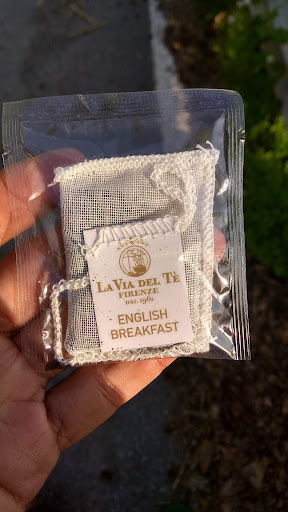 LA VIA DEL TÈ
FIRENZE
DAL 1961
ENGLISH
BREAKFAST